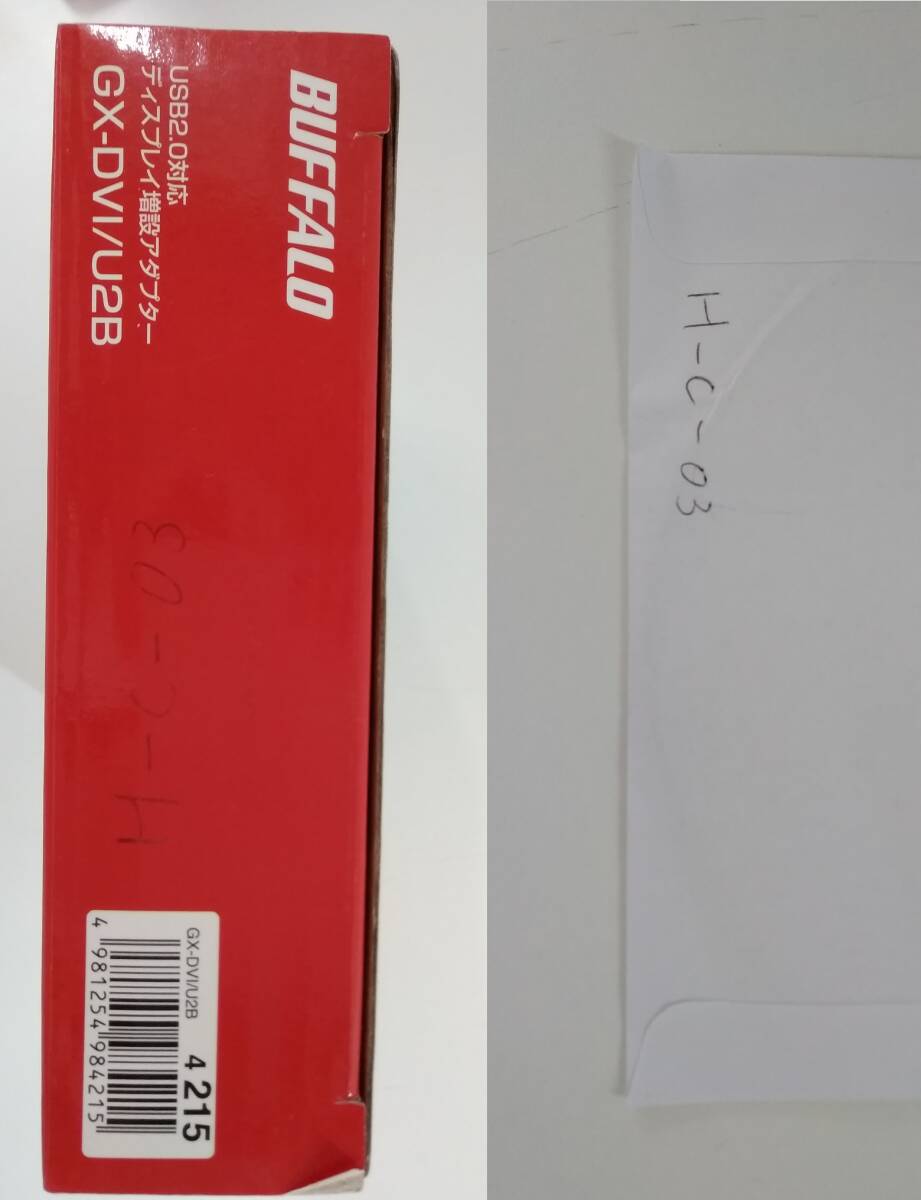 BUFFALO
USB2.0対応
ディスプレイ増設アダプター
GX-DVI/U2B
H-C-03
GX-DVI/U2B
4 215
4 981254 984215
H-C-03